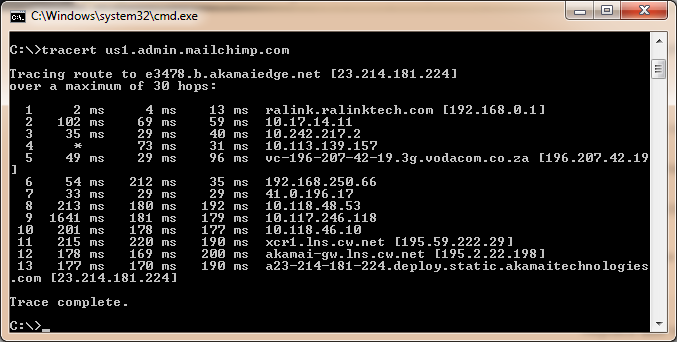 C:\Windows\system32\cmd.exe
C:\>tracert us1.admin.mailchimp.com
Tracing route to e3478.b.akamaiedge.net [23.214.181.224]
over a maximum of 30 hops:
1 2 ms 4 ms 13 ms ralink.ralinktech.com [192.168.0.1]
2 102 ms 69 ms 59 ms 10.17.14.11
3 35 ms 29 ms 40 ms 10.242.217.2
4 * 73 ms 31 ms 10.113.139.157
5 49 ms 29 ms 96 ms vc-196-207-42-19.3g.vodacom.co.za [196.207.42.19
]
6 54 ms 212 ms 35 ms 192.168.250.66
7 33 ms 29 ms 29 ms 41.0.196.17
8 213 ms 180 ms 192 ms 10.118.48.53
9 1641 ms 181 ms 179 ms 10.117.246.118
10 201 ms 178 ms 177 ms 10.118.46.10
11 215 ms 220 ms 190 ms xcr1.lns.cw.net [195.59.222.29]
12 178 ms 169 ms 200 ms akamai-gw.lns.cw.net [195.2.22.198]
13 177 ms 170 ms 190 ms a23-214-181-224.deploy.static.akamaitechnologies
.com [23.214.181.224]
Trace complete.
C:\>_